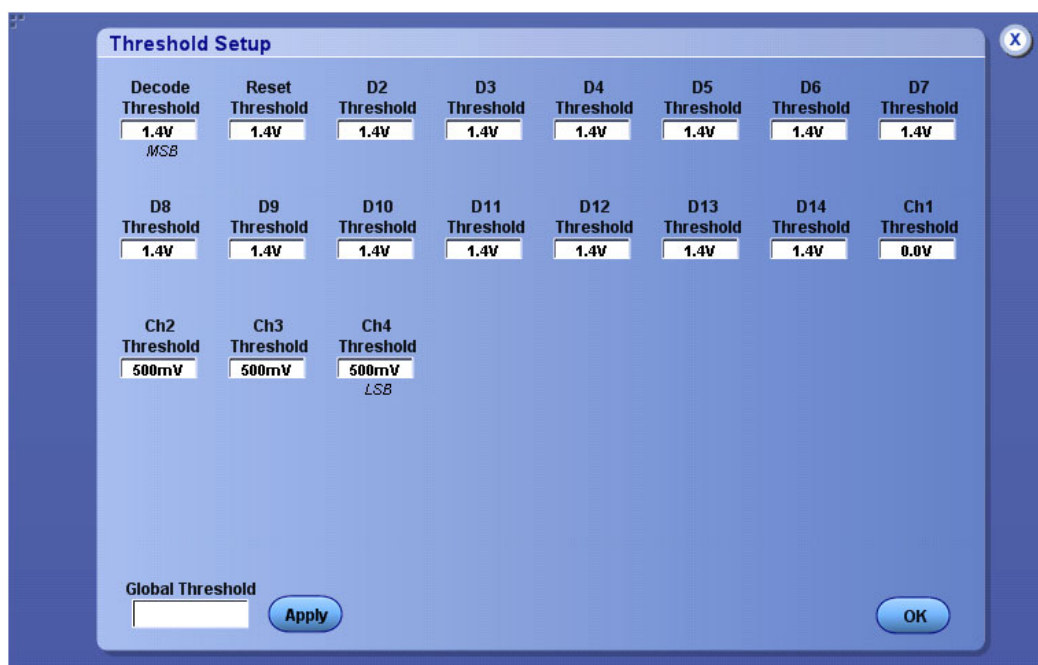 Threshold Setup
X
Decode Reset D2 D3 D4 D5 D6 D7
Threshold Threshold Threshold Threshold Threshold Threshold Threshold Threshold
1.4V 1.4V 1.4V 1.4V 1.4V 1.4V 1.4V 1.4V
MSB
D8 D9 D10 D11 D12 D13 D14 Ch1
Threshold Threshold Threshold Threshold Threshold Threshold Threshold Threshold
1.4V 1.4V 1.4V 1.4V 1.4V 1.4V 1.4V 0.0V
Ch2 Ch3 Ch4
Threshold Threshold Threshold
500mV 500mV 500mV
LSB
Global Threshold
Apply
OK